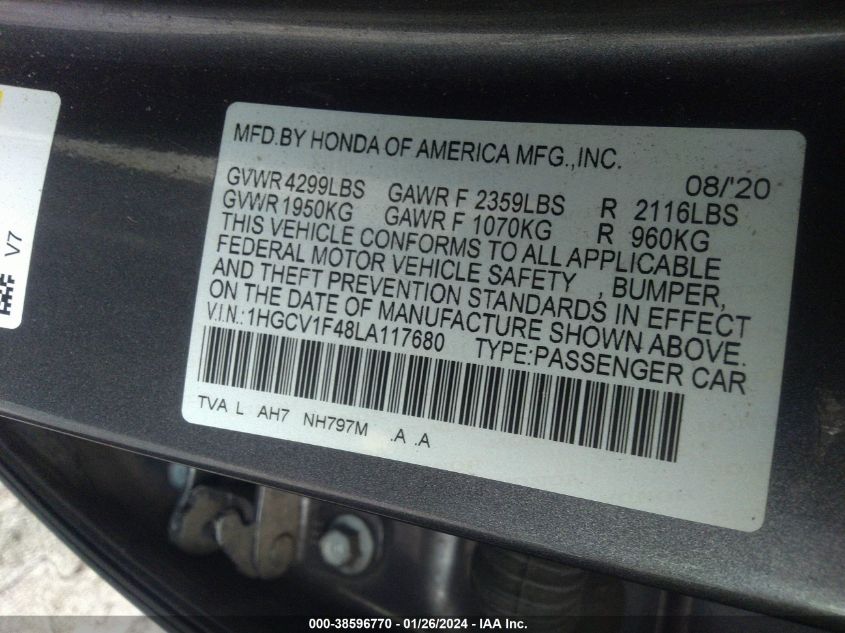 MFD.BY HONDA OF AMERICA MFG.,INC.
08/'20
GVWR 4299LBS GAWR F 2359LBS R 2116LBS
GVWR 1950KG GAWR F 1070KG R 960KG
THIS VEHICLE CONFORMS TO ALL APPLICABLE
FEDERAL MOTOR VEHICLE SAFETY , BUMPER,
AND THEFT PREVENTION STANDARDS IN EFFECT
ON THE DATE OF MANUFACTURE SHOWN ABOVE.
V.I.N.:1HGCV1F48LA117680 TYPE:PASSENGER CAR
TVA L AH7 NH797M .A .A
V7
000-38596770 — 01/26/2024 — IAA Inc.